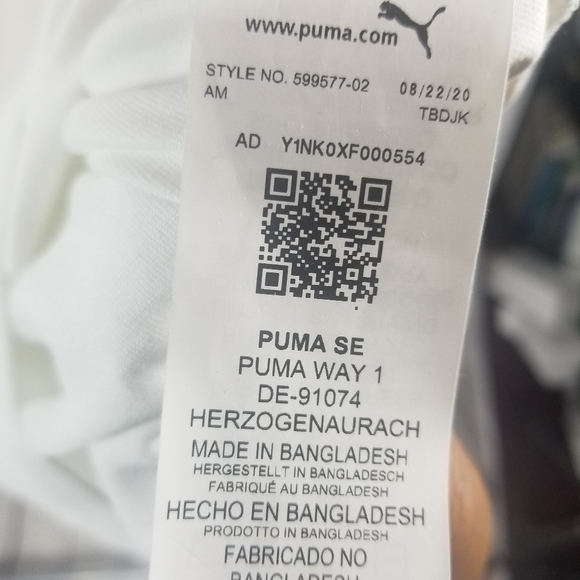 www.puma.com
STYLE NO. 599577-02 08/22/20
AM TBDJK
AD Y1NK0XF000554
PUMA SE
PUMA WAY 1
DE-91074
HERZOGENAURACH
MADE IN BANGLADESH
HERGESTELLT IN BANGLADESCH
FABRIQUÉ AU BANGLADESH
HECHO EN BANGLADESH
PRODOTTO IN BANGLADESH
FABRICADO NO
BANGLADESH